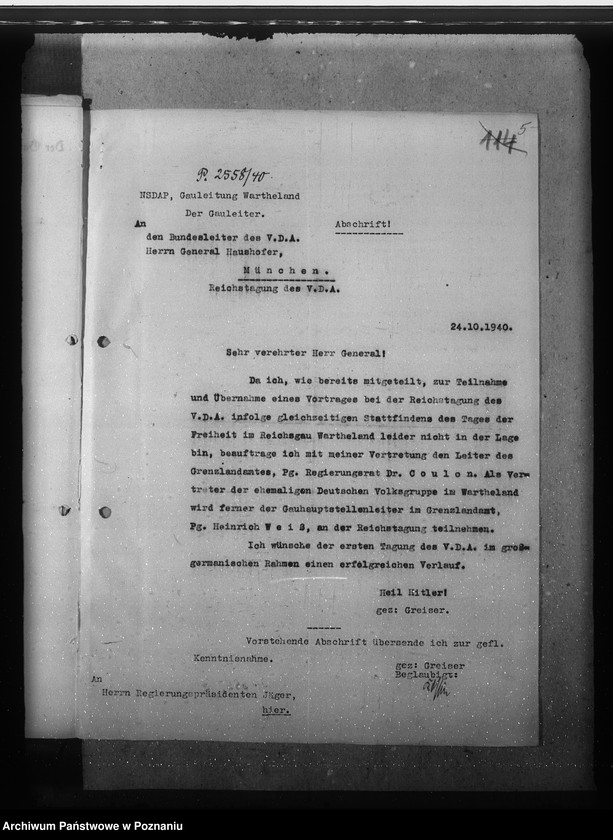 5
114
P. 2558/40
NSDAP, Gauleitung Wartheland
Der Gauleiter.
An
Abschrift!
den Bundesleiter des V.D.A.
Herrn General Haushofer,
M ü n c h e n .
Reichstagung des V.D.A.
24.10.1940.
Sehr verehrter Herr General!
Da ich, wie bereits mitgeteilt, zur Teilnahme
und Übernahme eines Vortrages bei der Reichstagung des
V.D.A. infolge gleichzeitigen Stattfindens des Tages der
Freiheit im Reichsgau Wartheland leider nicht in der Lage
bin, beauftrage ich mit meiner Vertretung den Leiter des
Grenzlandamtes, Pg. Regierungsrat Dr. C o u l o n. Als Ver-
treter der ehemaligen Deutschen Volksgruppe im Wartheland
wird ferner der Gauhauptstellenleiter im Grenzlandamt,
Pg. Heinrich W e i ß, an der Reichstagung teilnehmen.
Ich wünsche der ersten Tagung des V.D.A. im groß-
germanischen Rahmen einen erfolgreichen Verlauf.
Heil Hitler!
gez: Greiser.
Vorstehende Abschrift übersende ich zur gefl.
Kenntnisnahme.
gez: Greiser
Beglaubigt:
An
Herrn Regierungspräsidenten Jäger,
hier.
Archiwum Państwowe w Poznaniu